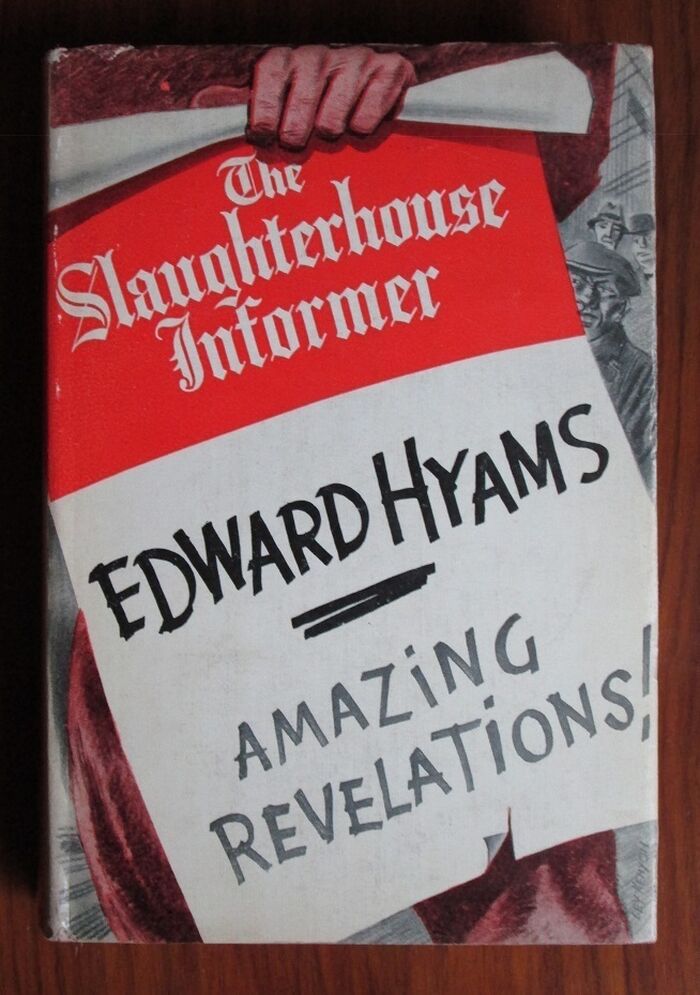 The
Slaughterhouse
Informer
EDWARD HYAMS
AMAZiNG
REVELATiONS!